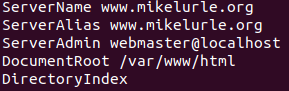 ServerName www.mikelurle.org
ServerAlias www.mikelurle.org
ServerAdmin webmaster@localhost
DocumentRoot /var/www/html
DirectoryIndex